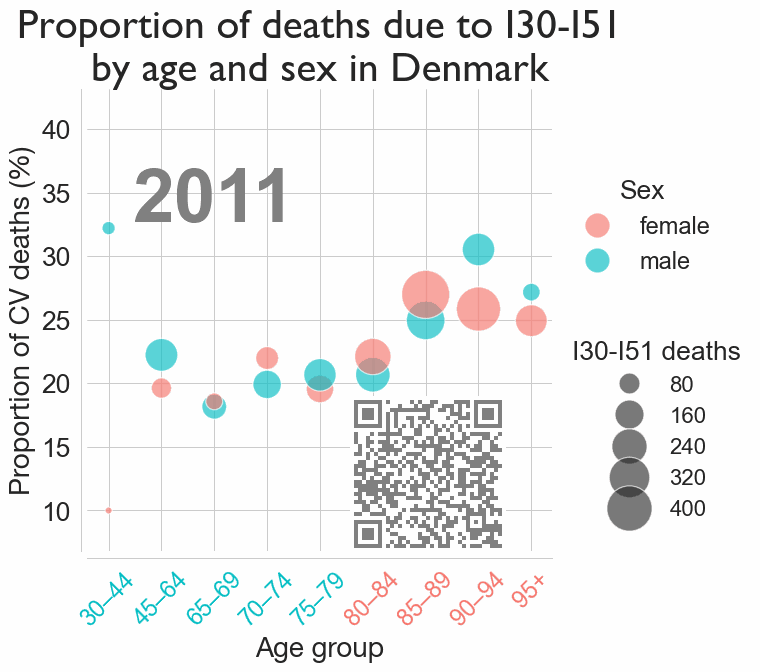 Proportion of deaths due to I30-I51
by age and sex in Denmark
40
35
30
25
20
15
10
Proportion of CV deaths (%)
2011
Sex
female
male
I30-I51 deaths
80
160
240
320
400
30–44
45–64
65–69
70–74
75–79
80–84
85–89
90–94
95+
Age group